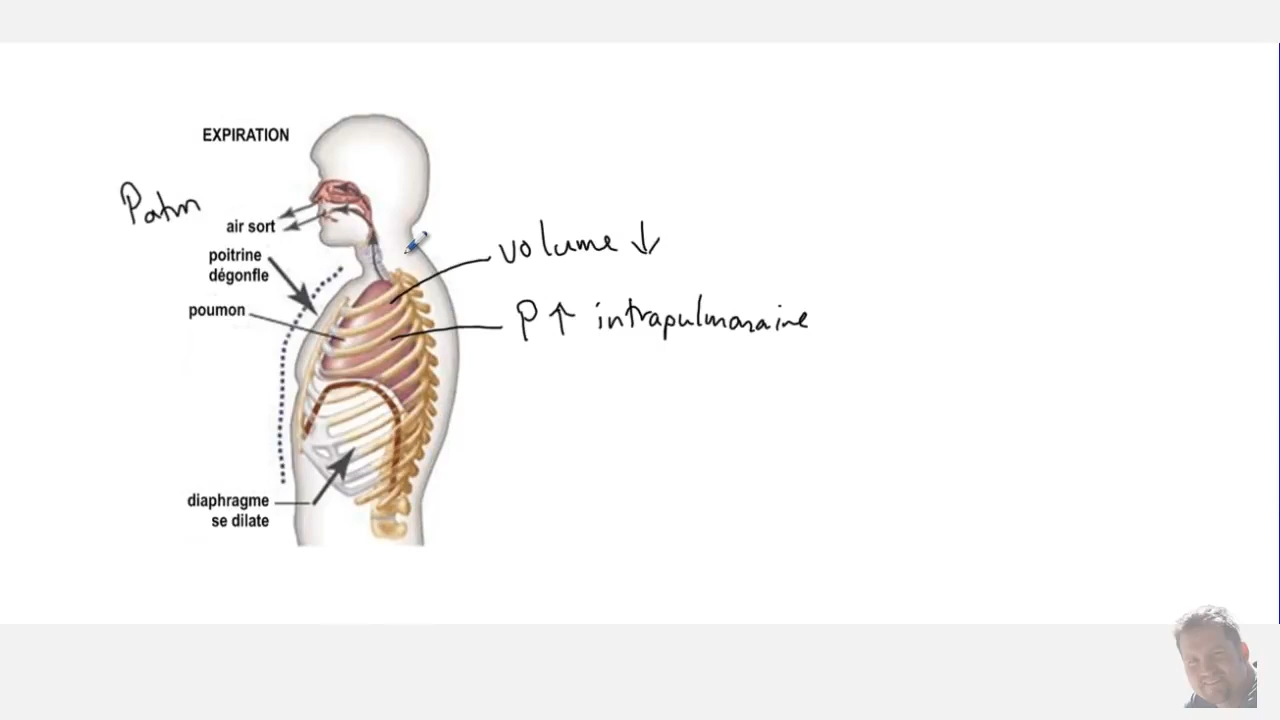 EXPIRATION
Patm
air sort
poitrine
dégonfle
poumon
volume ↓
P ↑ intrapulmonaire
diaphragme
se dilate